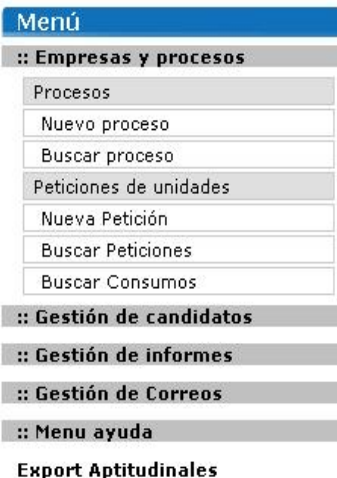 Menú
:: Empresas y procesos
Procesos
Nuevo proceso
Buscar proceso
Peticiones de unidades
Nueva Petición
Buscar Peticiones
Buscar Consumos
:: Gestión de candidatos
:: Gestión de informes
:: Gestión de Correos
:: Menu ayuda
Export Aptitudinales